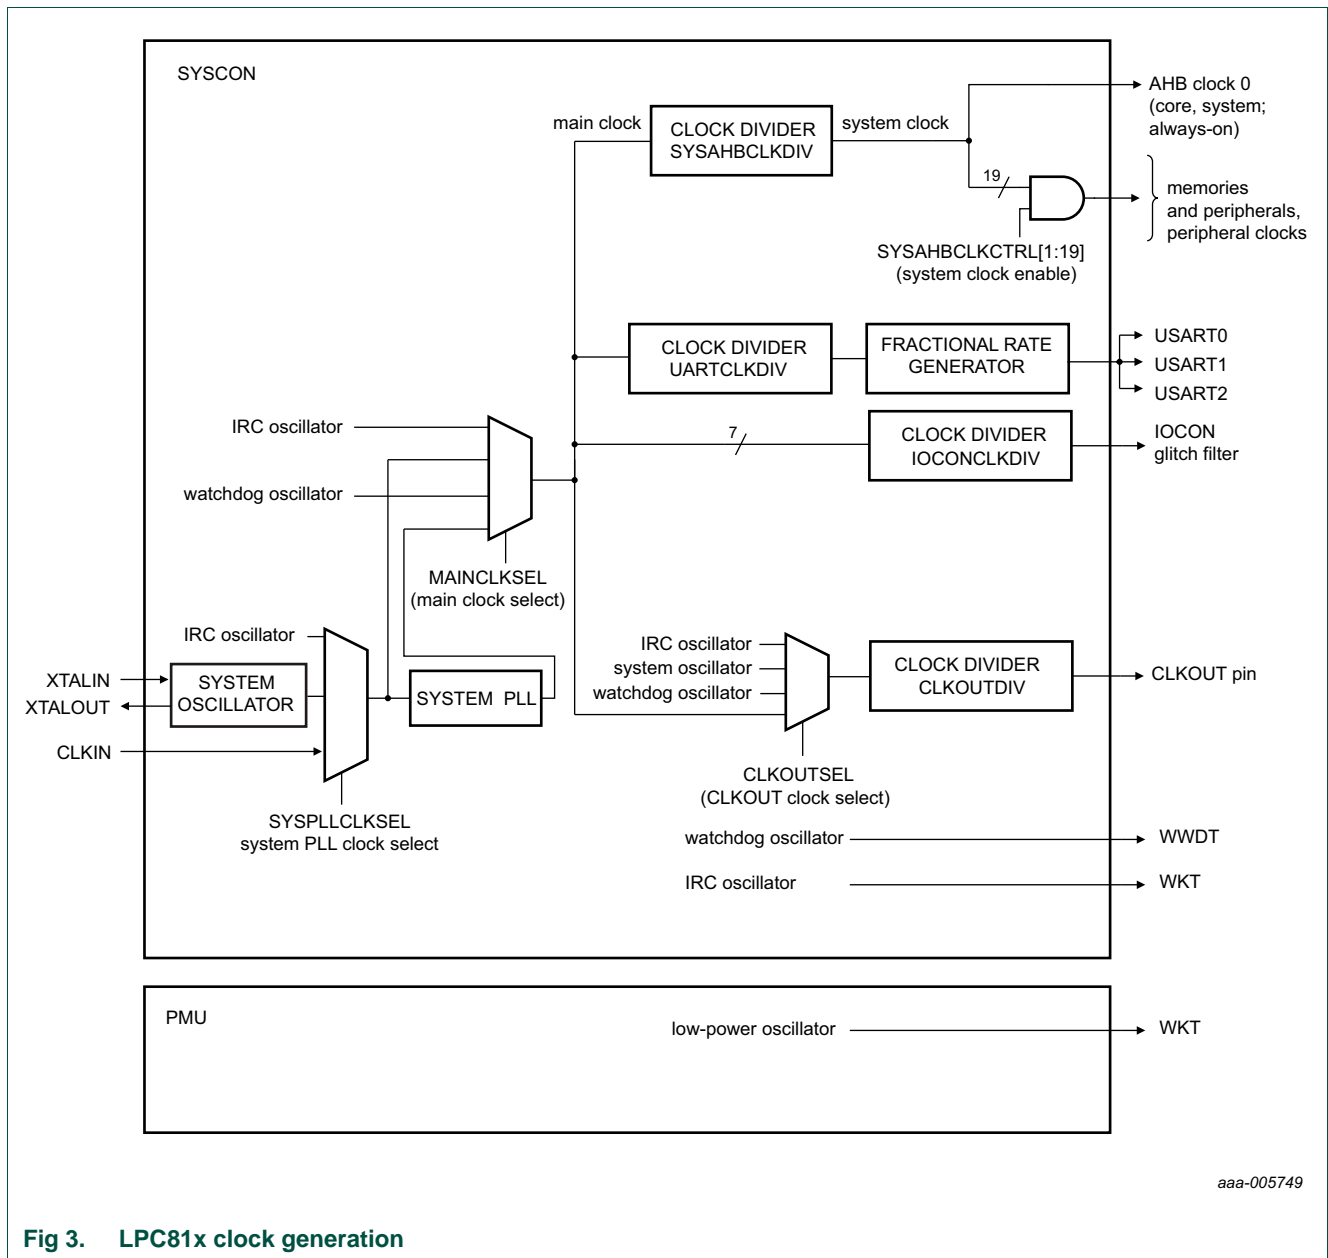 SYSCON
AHB clock 0
(core, system;
always-on)
main clock
CLOCK DIVIDER
SYSAHBCLKDIV
system clock
19
memories
and peripherals,
peripheral clocks
SYSAHBCLKCTRL[1:19]
(system clock enable)
CLOCK DIVIDER
UARTCLKDIV
FRACTIONAL RATE
GENERATOR
USART0
USART1
USART2
IRC oscillator
7
CLOCK DIVIDER
IOCONCLKDIV
IOCON
glitch filter
watchdog oscillator
MAINCLKSEL
(main clock select)
IRC oscillator
XTALIN
XTALOUT
SYSTEM
OSCILLATOR
CLKIN
SYSTEM PLL
SYSPLLCLKSEL
system PLL clock select
IRC oscillator
system oscillator
watchdog oscillator
CLOCK DIVIDER
CLKOUTDIV
CLKOUT pin
CLKOUTSEL
(CLKOUT clock select)
watchdog oscillator
WWDT
IRC oscillator
WKT
PMU
low-power oscillator
WKT
aaa-005749
Fig 3. LPC81x clock generation